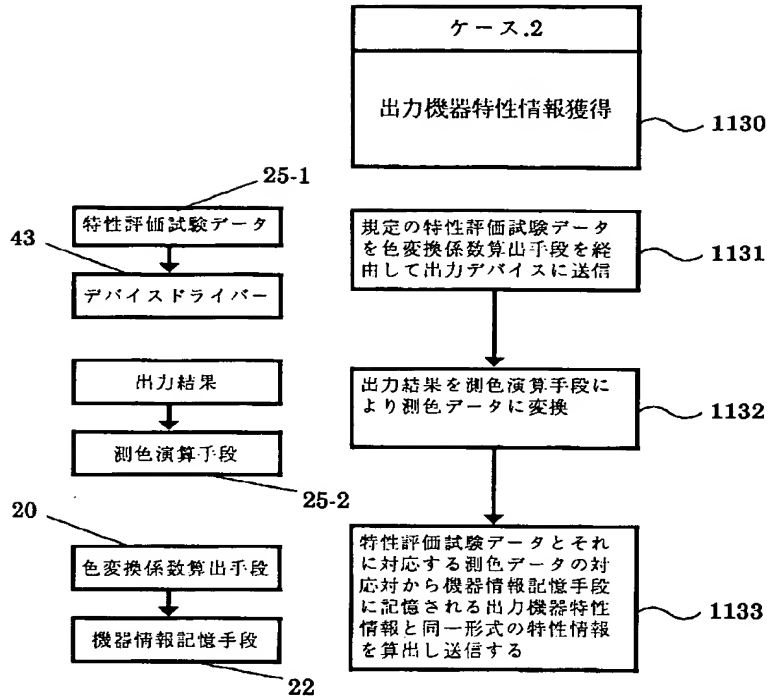 ケース.2
出力機器特性情報獲得
1130
25-1
特性評価試験データ
43
デバイスドライバー
規定の特性評価試験データ
を色変換係数算出手段を経
由して出力デバイスに送信
1131
出力結果
測色演算手段
25-2
出力結果を測色演算手段に
より測色データに変換
1132
20
色変換係数算出手段
機器情報記憶手段
22
特性評価試験データとそれ
に対応する測色データの対
応対から機器情報記憶手段
に記憶される出力機器特性
情報と同一形式の特性情報
を算出し送信する
1133